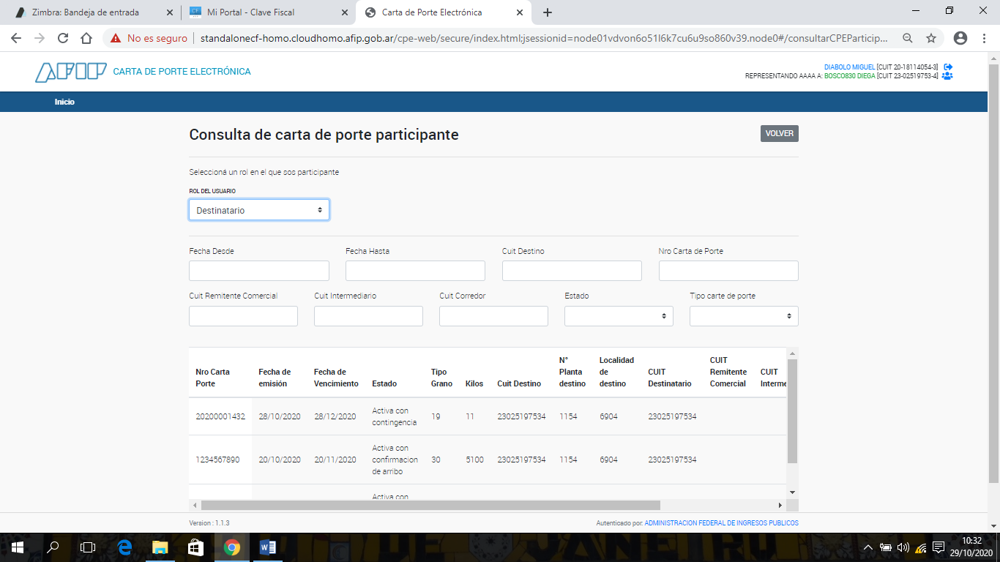 Zimbra: Bandeja de entrada
Mi Portal - Clave Fiscal
Carta de Porte Electrónica
No es seguro
standalonecf-homo.cloudhomo.afip.gob.ar/cpe-web/secure/index.html;jsessionid=node01vdvon6o51l6k7cu6u9so860v39.node0#/consultarCPEParticip...
AFIP CARTA DE PORTE ELECTRÓNICA
DIABOLO MIGUEL [CUIT 20-18114054-3]
REPRESENTANDO AAAA A: BOSCO830 DIEGA [CUIT 23-02519753-4]
Inicio
Consulta de carta de porte participante
VOLVER
Seleccioná un rol en el que sos participante
ROL DEL USUARIO
Destinatario
Fecha Desde Fecha Hasta Cuit Destino Nro Carta de Porte
Cuit Remitente Comercial Cuit Intermediario Cuit Corredor Estado Tipo carte de porte
Nro Carta Porte Fecha de emisión Fecha de Vencimiento Estado Tipo Grano Kilos Cuit Destino N° Planta destino Localidad de destino CUIT Destinatario CUIT Remitente Comercial CUIT Interme
20200001432 28/10/2020 28/12/2020 Activa con contingencia 19 11 23025197534 1154 6904 23025197534
1234567890 20/10/2020 20/11/2020 Activa con confirmacion de arribo 30 5100 23025197534 1154 6904 23025197534
Activa con
Version : 1.1.3
Autenticado por: ADMINISTRACION FEDERAL DE INGRESOS PUBLICOS
10:32
29/10/2020